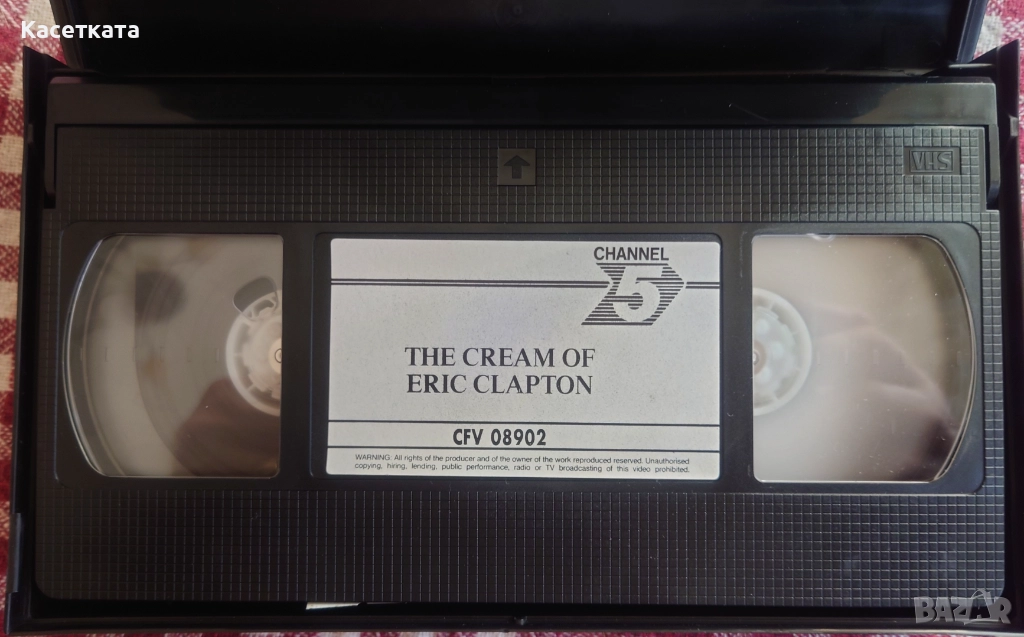 Касетката
VHS
CHANNEL
5
THE CREAM OF
ERIC CLAPTON
CFV 08902
WARNING: All rights of the producer and of the owner of the work reproduced reserved. Unauthorised
copying, hiring, lending, public performance, radio or TV broadcasting of this video prohibited.
BAZAR